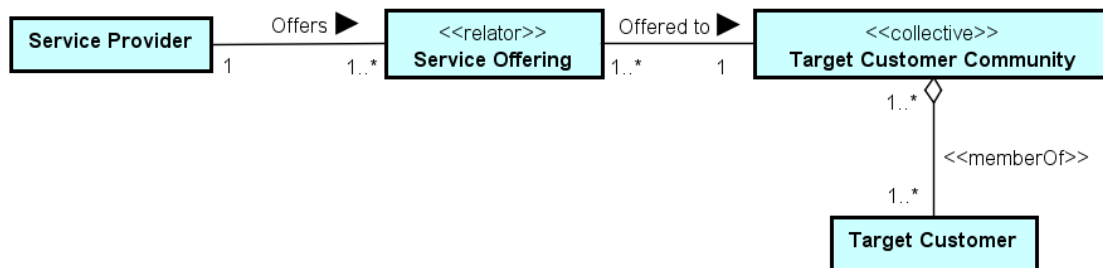 Offers
Offered to
<<relator>>
<<collective>>
Service Provider
Service Offering
Target Customer Community
1
1..*
1..*
1
1..*
<<memberOf>>
1..*
Target Customer